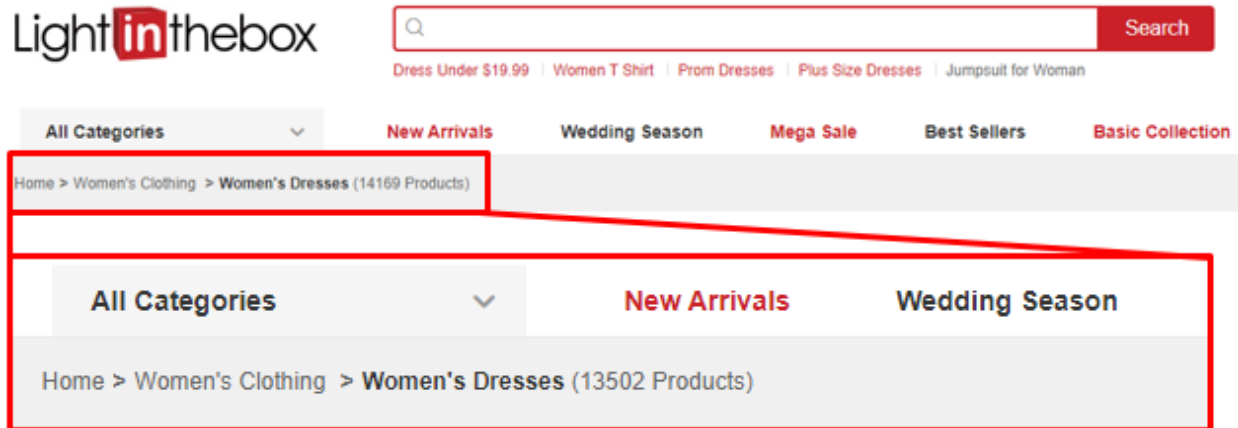 Lightinthebox
Search
Dress Under $19.99 Women T Shirt Prom Dresses Plus Size Dresses Jumpsuit for Woman
All Categories New Arrivals Wedding Season Mega Sale Best Sellers Basic Collection
Home > Women's Clothing > Women's Dresses (14169 Products)
All Categories New Arrivals Wedding Season
Home > Women's Clothing > Women's Dresses (13502 Products)